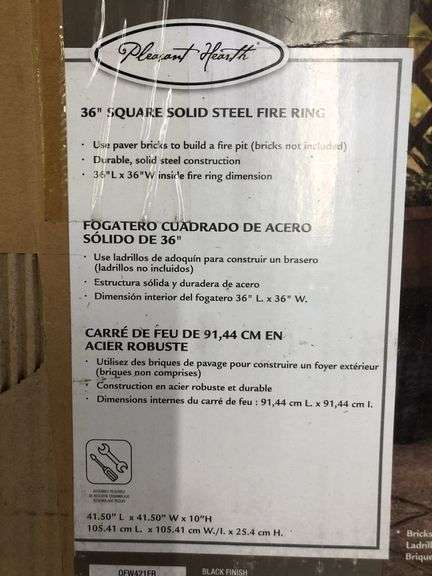 Pleasant Hearth
36" SQUARE SOLID STEEL FIRE RING
· Use paver bricks to build a fire pit (bricks not included)
· Durable, solid steel construction
· 36"L x 36"W inside fire ring dimension
FOGATERO CUADRADO DE ACERO
SÓLIDO DE 36"
· Use ladrillos de adoquín para construir un brasero
(ladrillos no incluidos)
· Estructura sólida y duradera de acero
· Dimensión interior del fogatero 36" L. x 36" W.
CARRÉ DE FEU DE 91,44 CM EN
ACIER ROBUSTE
· Utilisez des briques de pavage pour construire un foyer extérieur
(briques non comprises)
· Construction en acier robuste et durable
· Dimensions internes du carré de feu : 91,44 cm L. x 91,44 cm l.
41.50" L x 41.50" W x 10"H
105.41 cm L. x 105.41 cm W./l. x 25.4 cm H.
Bricks
Ladril
Brique
OFW421FR
BLACK FINISH